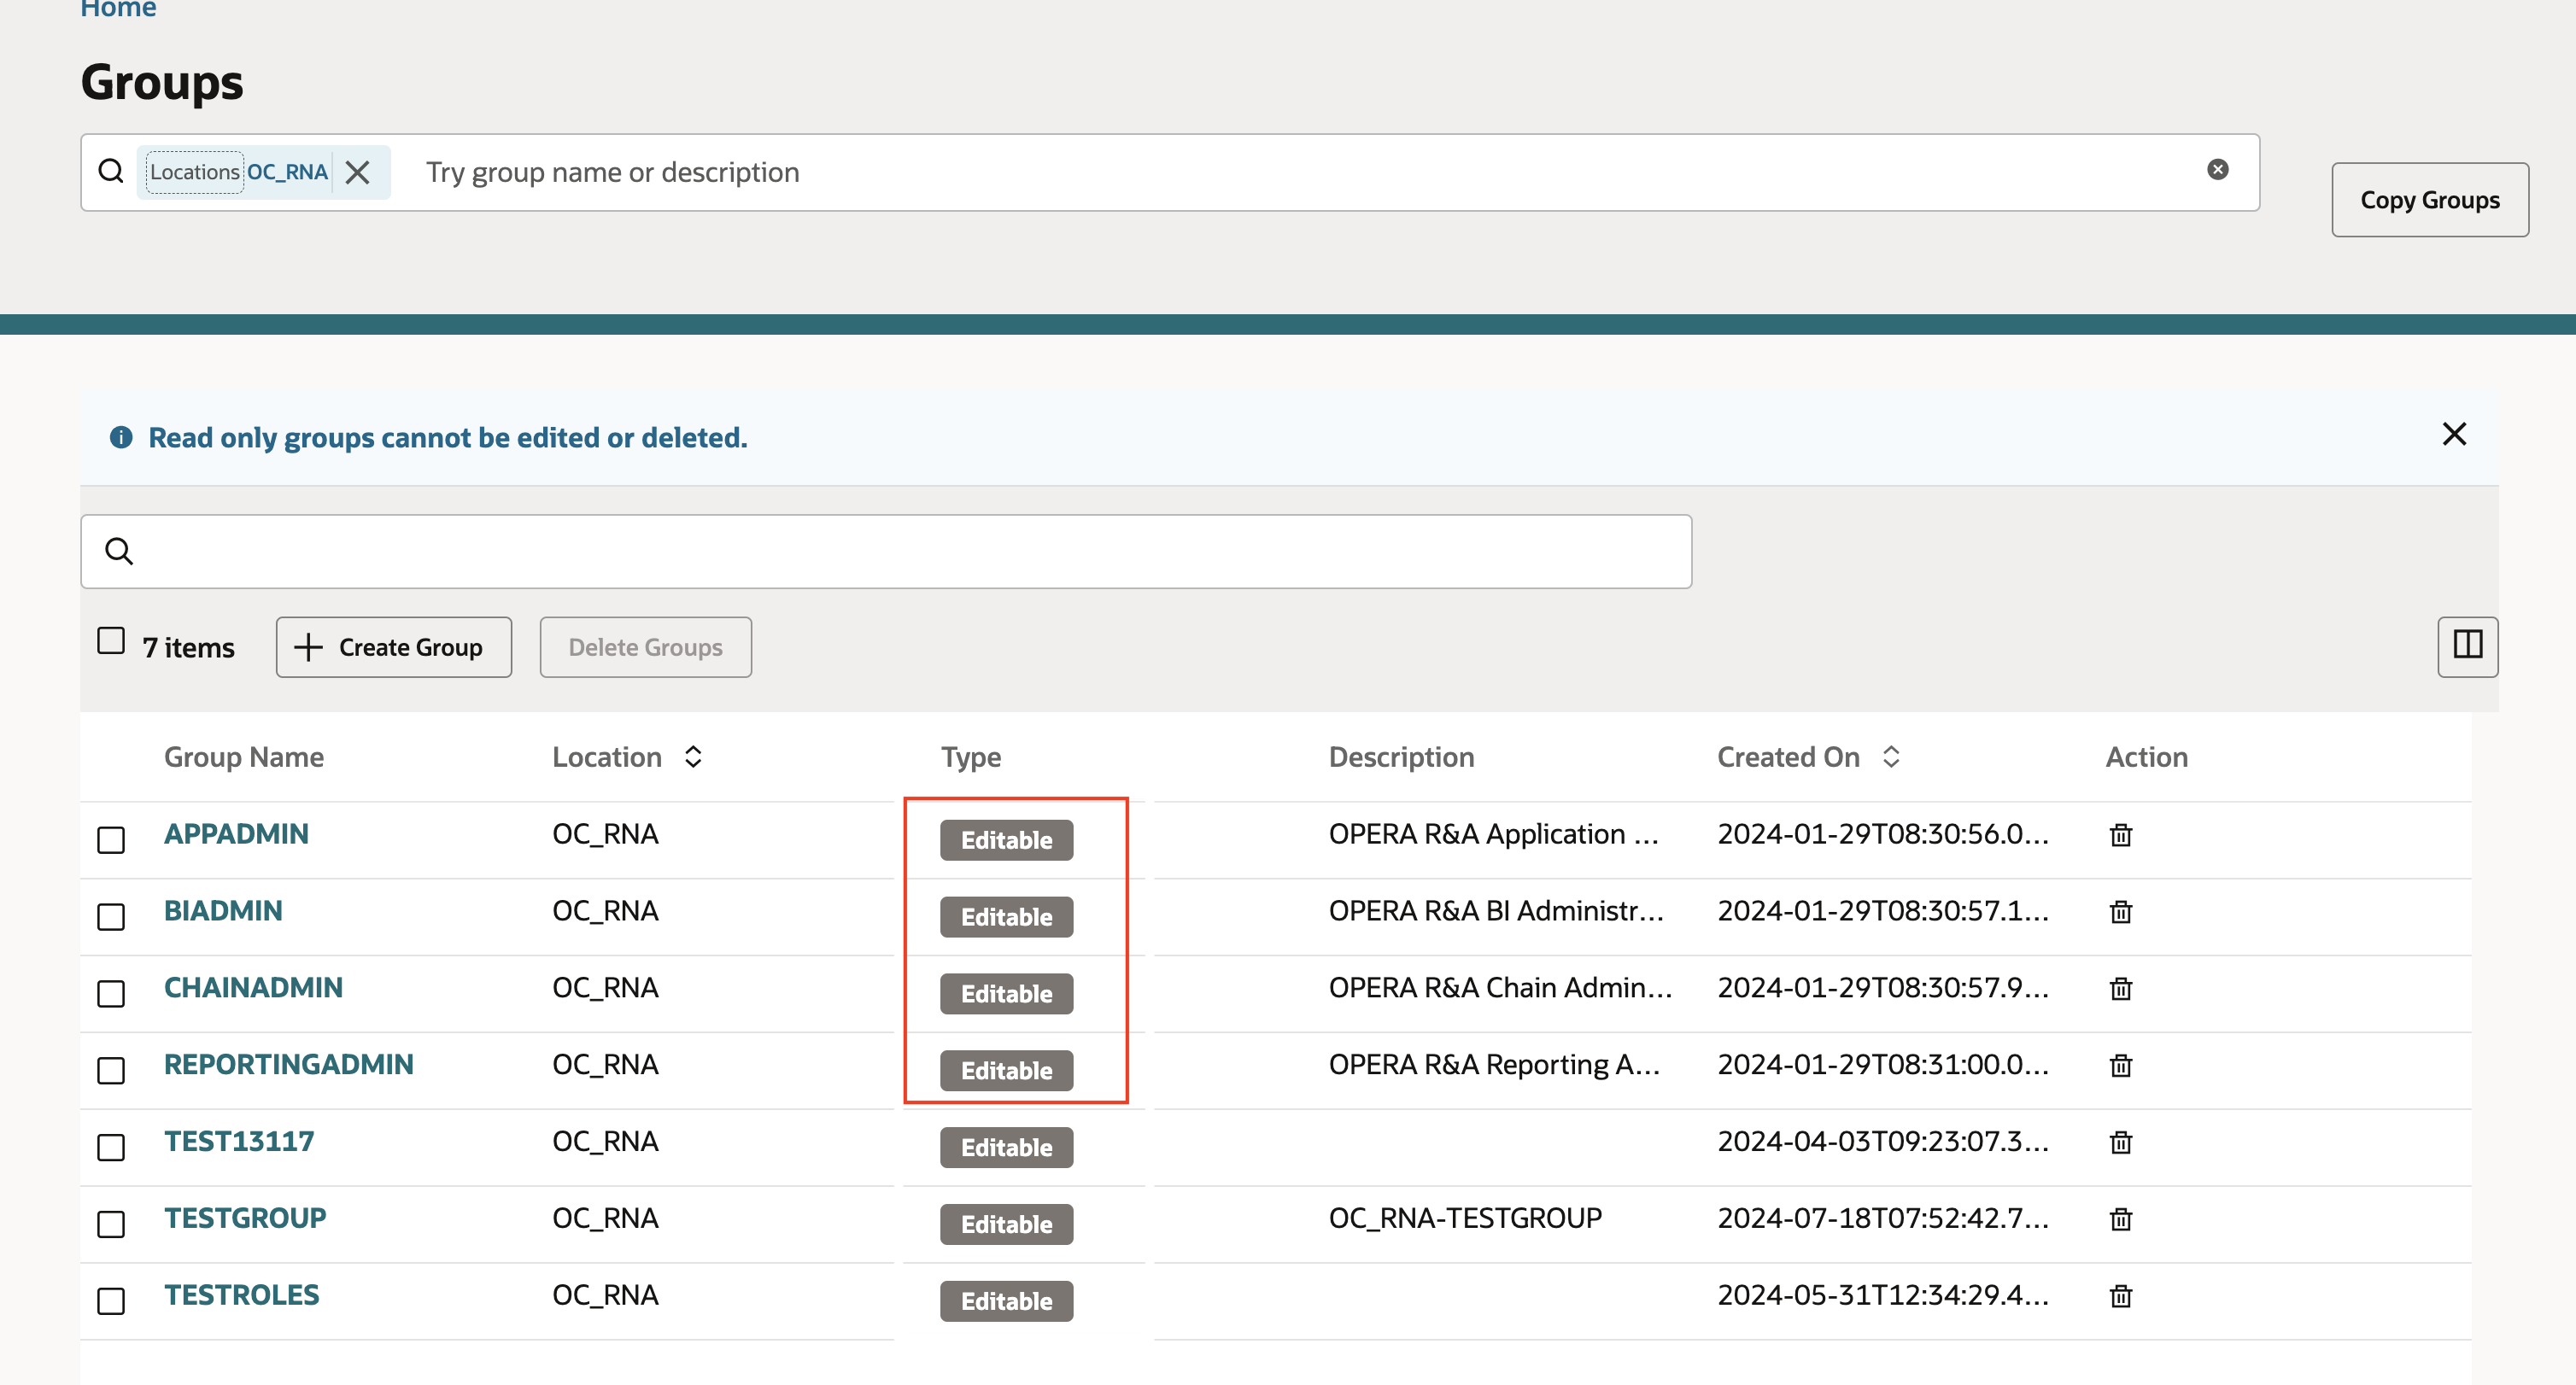 Home
Groups
Locations OC_RNA Try group name or description
Copy Groups
Read only groups cannot be edited or deleted.
7 items Create Group Delete Groups
Group Name Location Type Description Created On Action
APPADMIN OC_RNA Editable OPERA R&A Application ... 2024-01-29T08:30:56.0...
BIADMIN OC_RNA Editable OPERA R&A BI Administr... 2024-01-29T08:30:57.1...
CHAINADMIN OC_RNA Editable OPERA R&A Chain Admin... 2024-01-29T08:30:57.9...
REPORTINGADMIN OC_RNA Editable OPERA R&A Reporting A... 2024-01-29T08:31:00.0...
TEST13117 OC_RNA Editable 2024-04-03T09:23:07.3...
TESTGROUP OC_RNA Editable OC_RNA-TESTGROUP 2024-07-18T07:52:42.7...
TESTROLES OC_RNA Editable 2024-05-31T12:34:29.4...